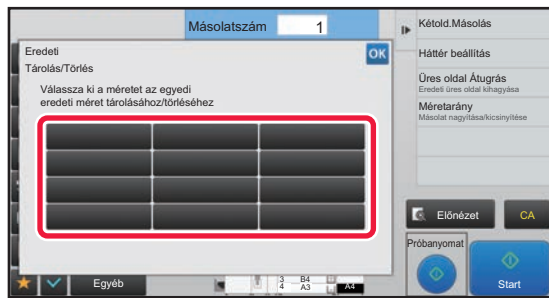 Másolatszám 1
Eredeti
OK
Tárolás/Törlés
Válassza ki a méretet az egyedi
eredeti méret tárolásához/törléséhez
Kétold.Másolás
Háttér beállítás
Üres oldal Átugrás
Eredeti üres oldal kihagyása
Méretarány
Másolat nagyítása/kicsinyítése
Előnézet
CA
Próbanyomat
Start
Egyéb
3 B4
4 A3
A4